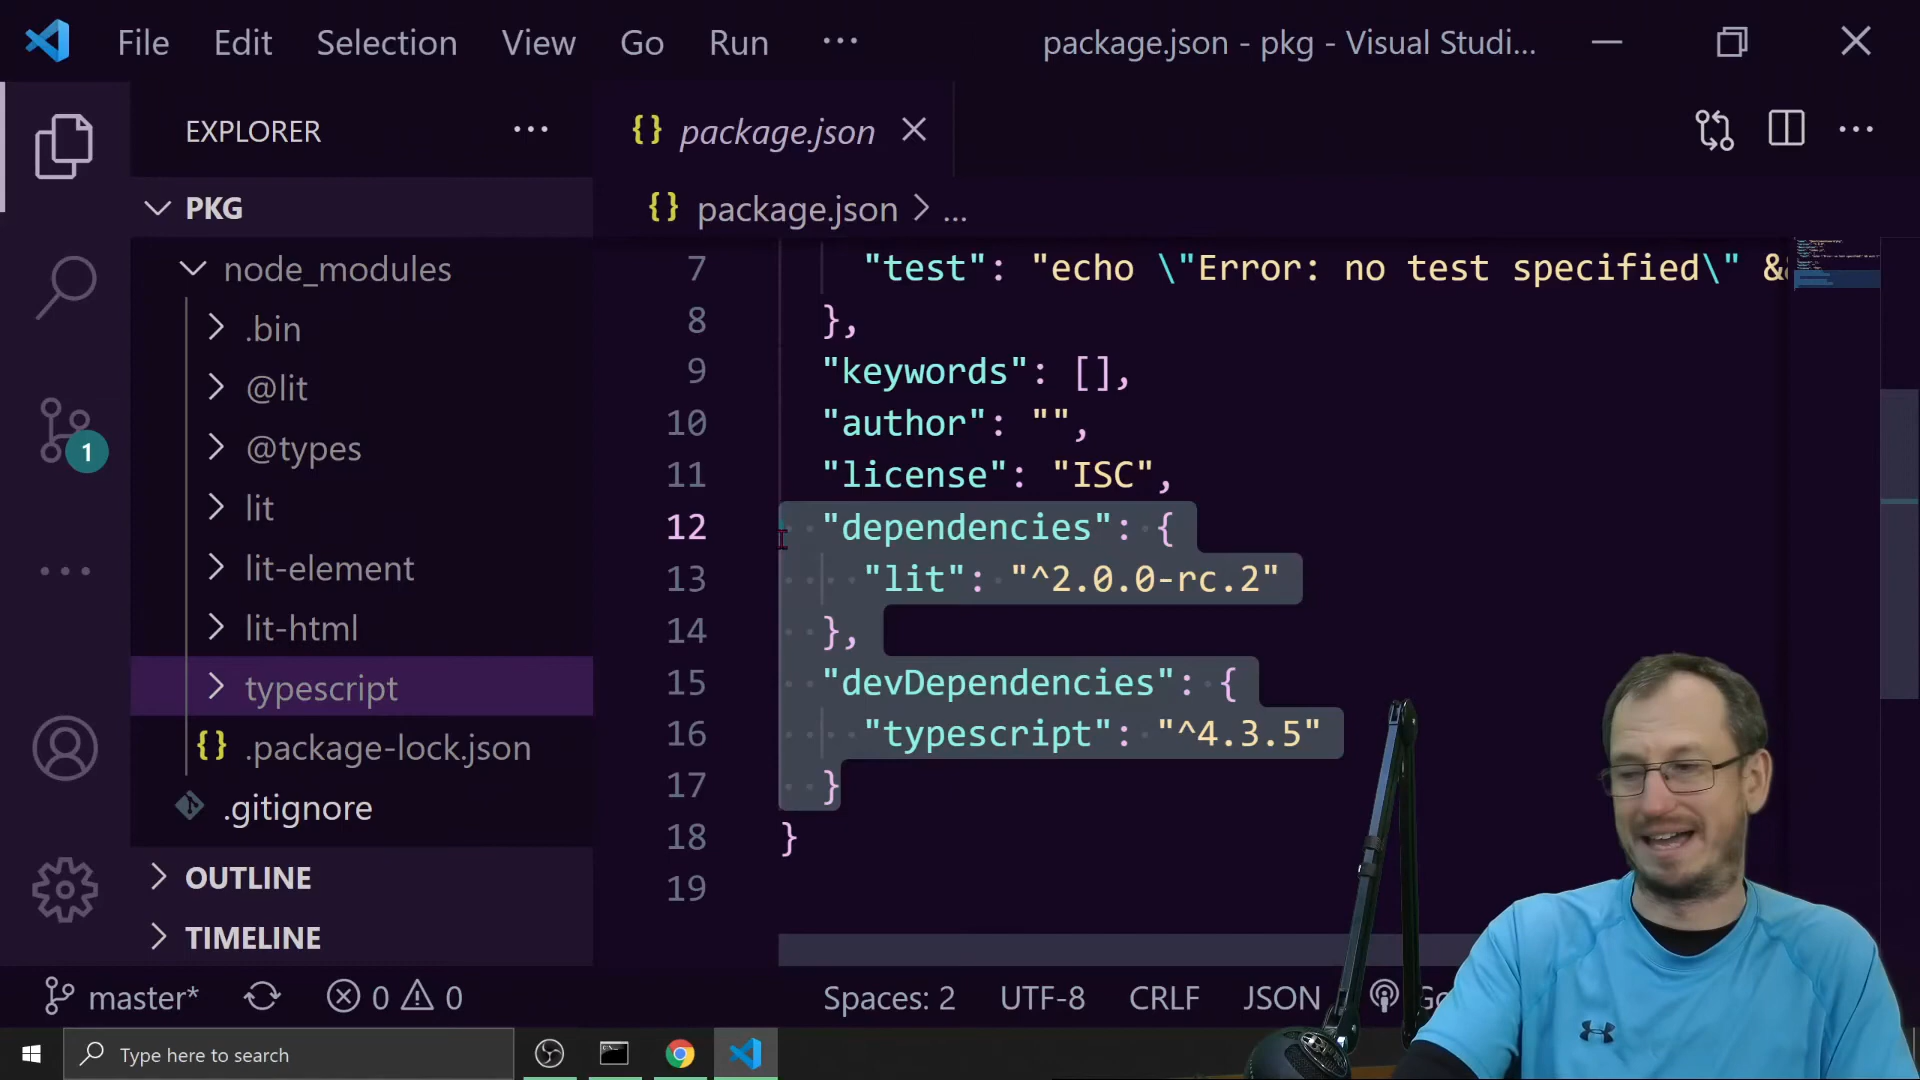 File Edit Selection View Go Run ··· package.json - pkg - Visual Studi...
EXPLORER ···
{} package.json
PKG
{} package.json > ...
node_modules
.bin
@lit
@types
lit
lit-element
lit-html
typescript
{} .package-lock.json
.gitignore
OUTLINE
TIMELINE
1
7 "test": "echo \"Error: no test specified\" &
8 },
9 "keywords": [],
10 "author": "",
11 "license": "ISC",
12 "dependencies": {
13 "lit": "^2.0.0-rc.2"
14 },
15 "devDependencies": {
16 "typescript": "^4.3.5"
17 }
18 }
19
master* 0 0 Spaces: 2 UTF-8 CRLF JSON Go
Type here to search